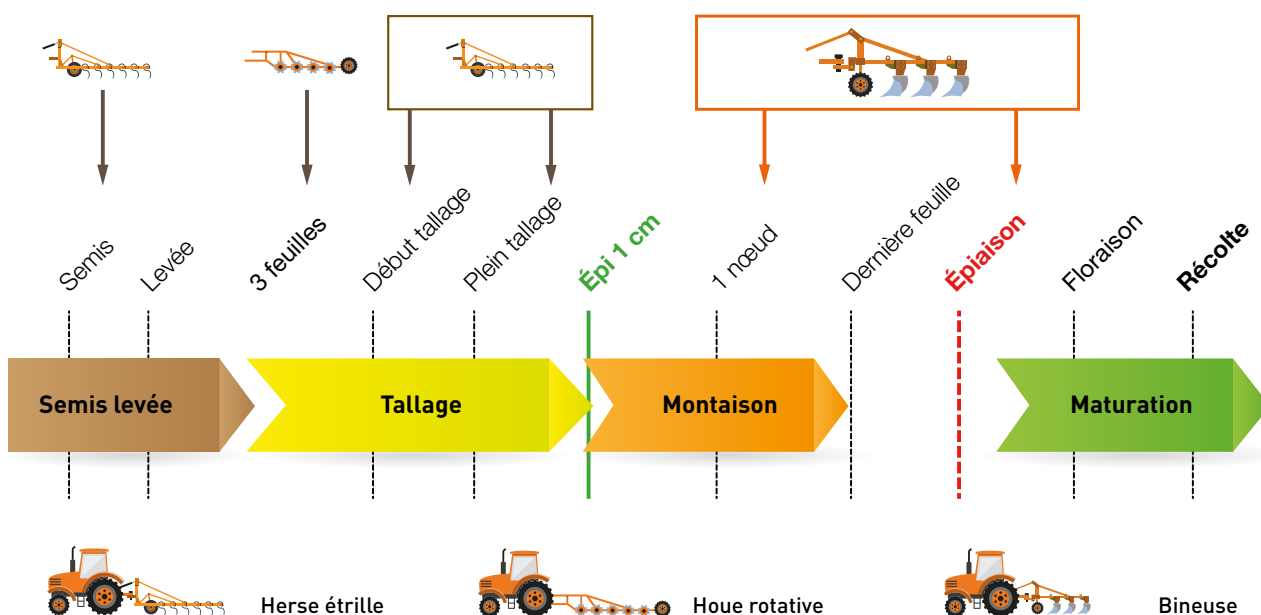 Semis
Levée
3 feuilles
Début tallage
Plein tallage
Épi 1 cm
1 nœud
Dernière feuille
Épiaison
Floraison
Récolte
Semis levée
Tallage
Montaison
Maturation
Herse étrille
Houe rotative
Bineuse